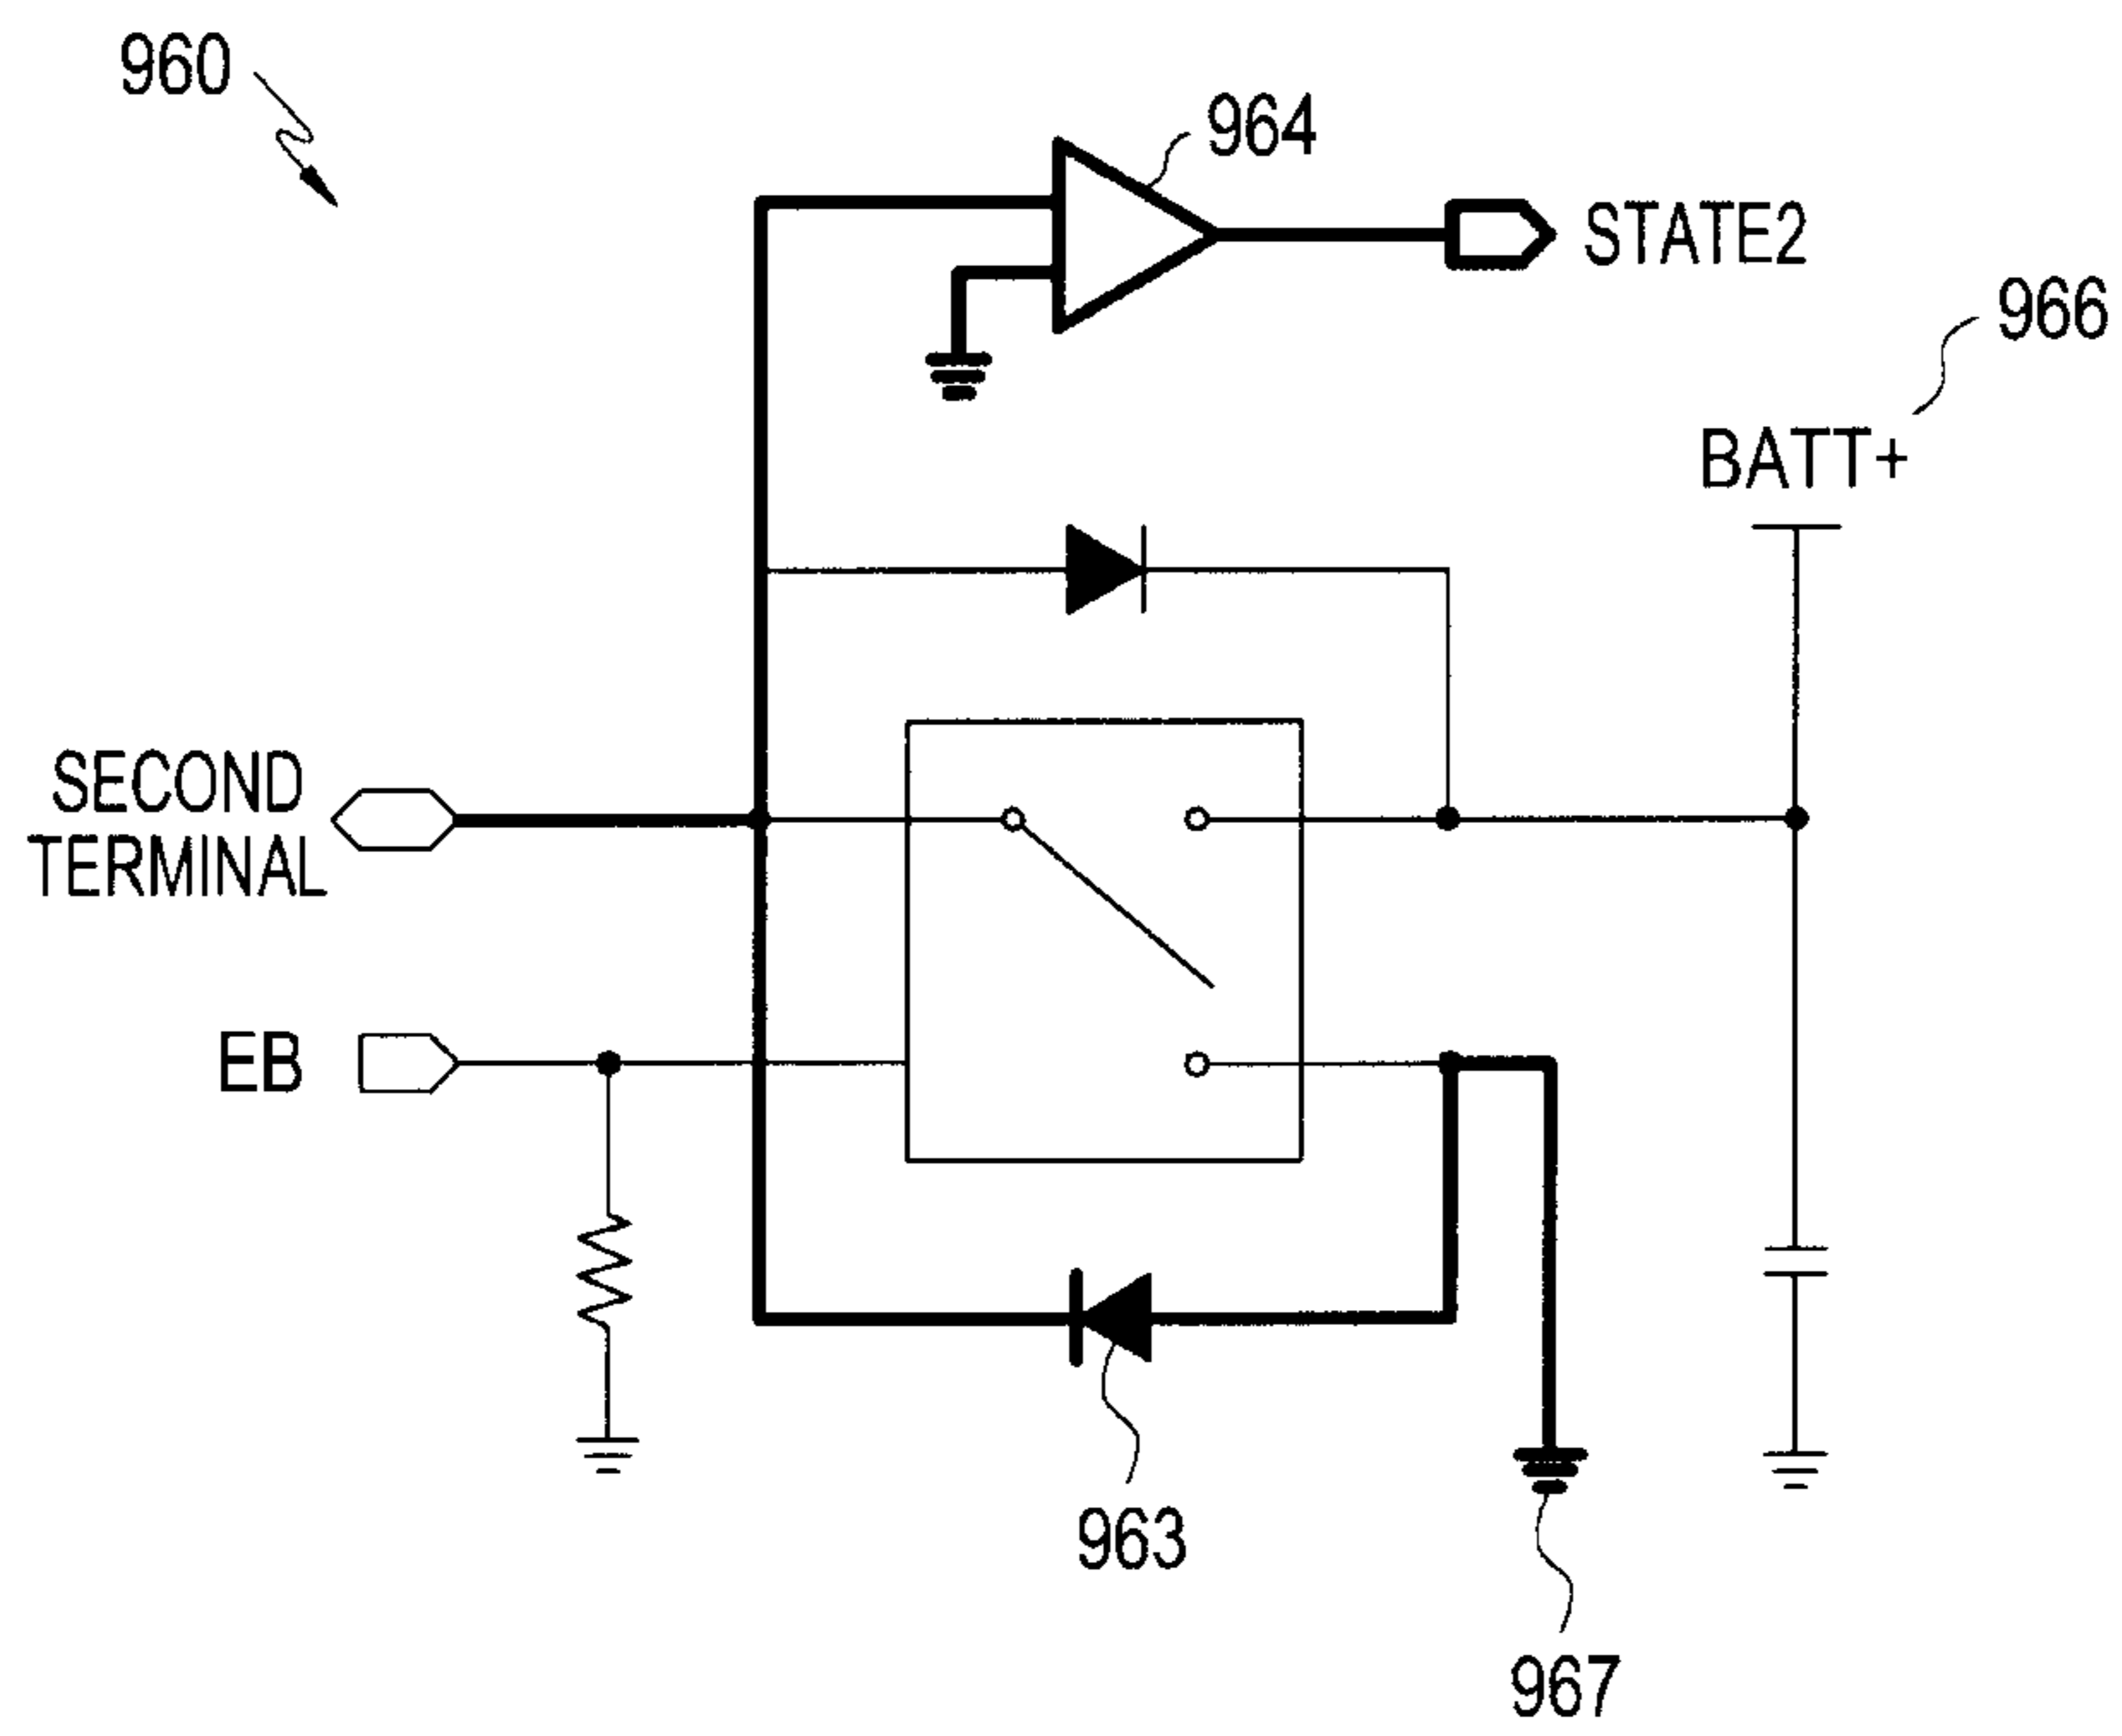 960
964
STATE2
966
BATT+
SECOND
TERMINAL
EB
963
967